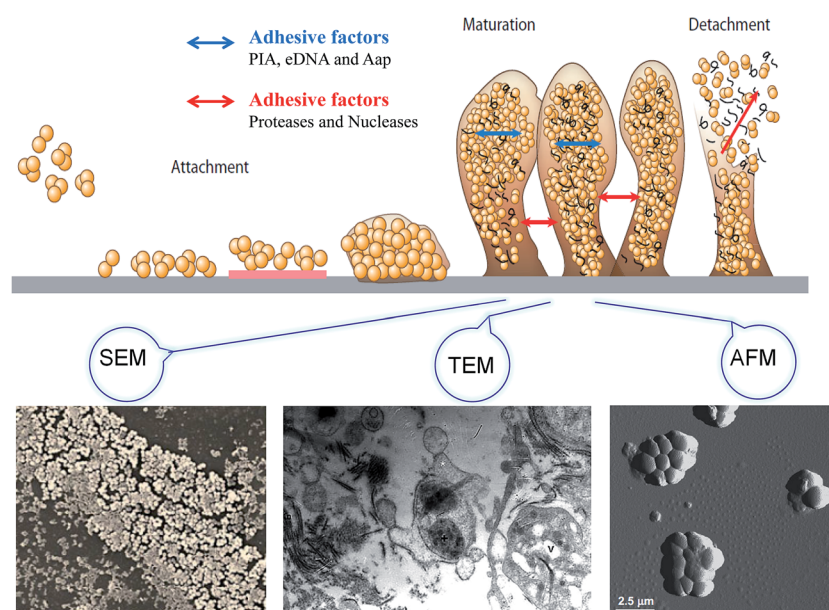 Maturation
Detachment
Adhesive factors
PIA, eDNA and Aap
Adhesive factors
Proteases and Nucleases
Attachment
SEM
TEM
AFM
V
2.5 μm